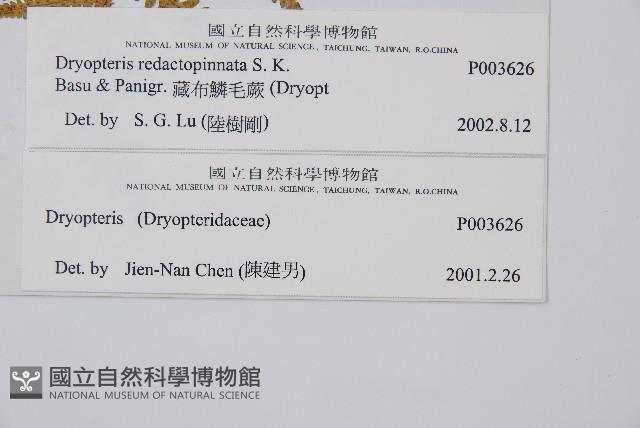 國立自然科學博物館
NATIONAL MUSEUM OF NATURAL SCIENCE, TAICHUNG, TAIWAN, R.O.CHINA
Dryopteris redactopinnata S. K. P003626
Basu & Panigr. 藏布鱗毛蕨 (Dryopt
Det. by S. G. Lu (陸樹剛) 2002.8.12
國立自然科學博物館
NATIONAL MUSEUM OF NATURAL SCIENCE, TAICHUNG, TAIWAN, R.O.CHINA
Dryopteris (Dryopteridaceae) P003626
Det. by Jien-Nan Chen (陳建男) 2001.2.26
國立自然科學博物館
NATIONAL MUSEUM OF NATURAL SCIENCE